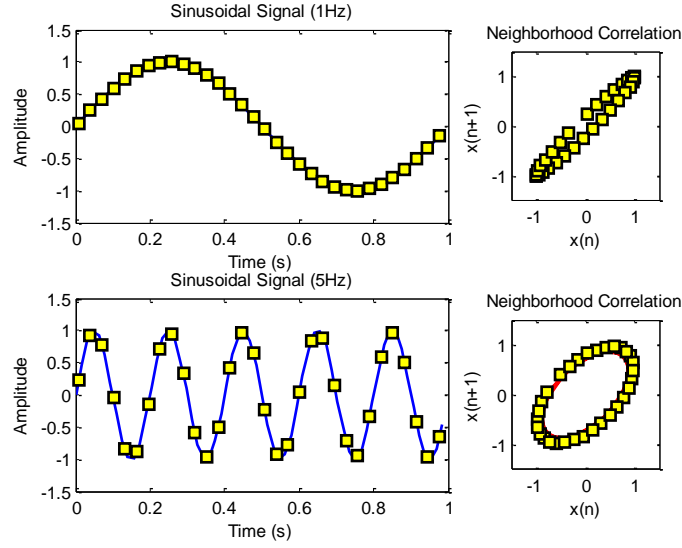 Sinusoidal Signal (1Hz)
1.5
1
0.5
0
-0.5
-1
-1.5
Amplitude
0 0.2 0.4 0.6 0.8 1
Time (s)
Neighborhood Correlation
1
0
-1
x(n+1)
-1 0 1
x(n)
Sinusoidal Signal (5Hz)
1.5
1
0.5
0
-0.5
-1
-1.5
Amplitude
0 0.2 0.4 0.6 0.8 1
Time (s)
Neighborhood Correlation
1
0
-1
x(n+1)
-1 0 1
x(n)